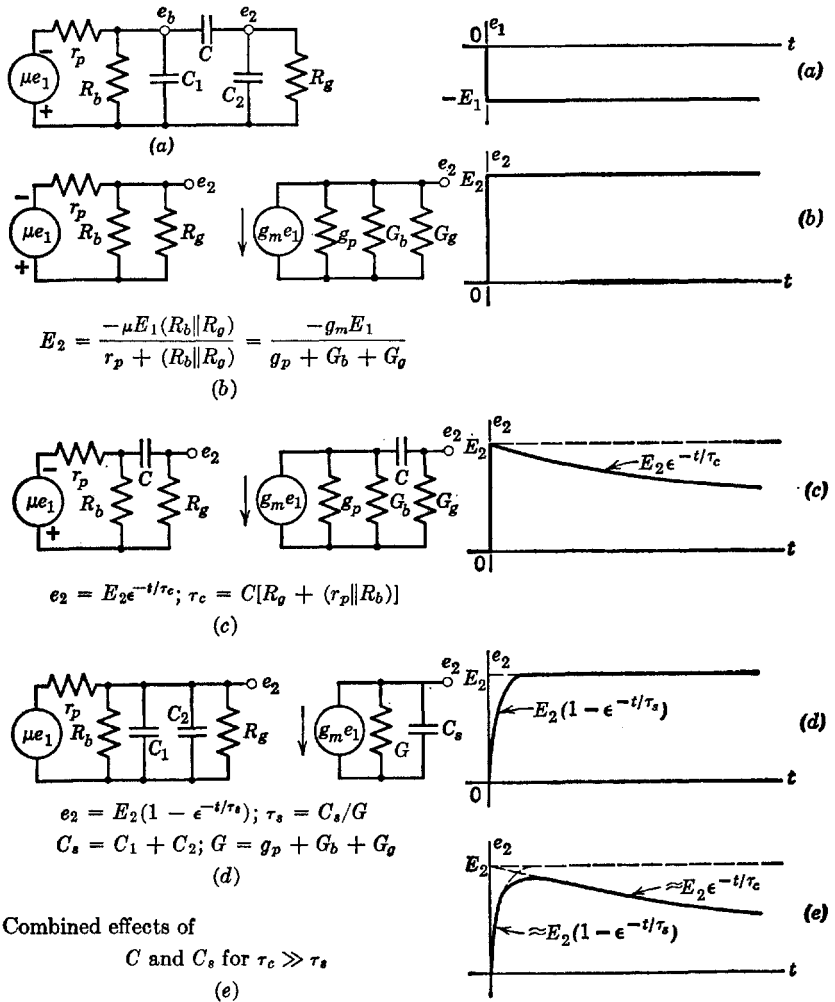 e_b e_2
− r_p C
μe_1 R_b C_1 C_2 R_g
+
(a)
0 e_1 t
−E_1
(a)
− r_p e_2
μe_1 R_b R_g
+
e_2
g_m e_1 g_p G_b G_g
E_2 e_2
0 t
(b)
E_2 = −μE_1(R_b||R_g) / r_p + (R_b||R_g) = −g_m E_1 / g_p + G_b + G_g
(b)
− r_p C e_2
μe_1 R_b R_g
+
C e_2
g_m e_1 g_p G_b G_g
E_2 e_2
E_2 ϵ^{−t/τ_c}
0 t
(c)
e_2 = E_2 ϵ^{−t/τ_c}; τ_c = C[R_g + (r_p||R_b)]
(c)
r_p e_2
μe_1 R_b C_1 C_2 R_g
e_2
g_m e_1 G C_s
E_2 e_2
E_2(1 − ϵ^{−t/τ_s})
0 t
(d)
e_2 = E_2(1 − ϵ^{−t/τ_s}); τ_s = C_s/G
C_s = C_1 + C_2; G = g_p + G_b + G_g
(d)
E_2 e_2
≈E_2 ϵ^{−t/τ_c}
≈E_2(1 − ϵ^{−t/τ_s})
0 t
(e)
Combined effects of
C and C_s for τ_c ≫ τ_s
(e)